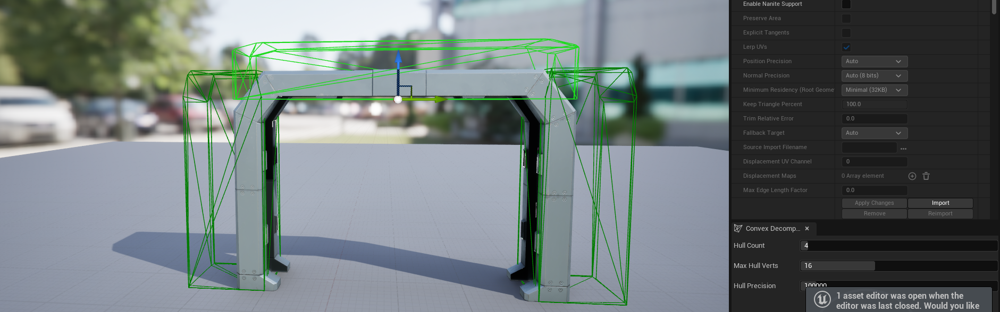 Enable Nanite Support
Preserve Area
Explicit Tangents
Lerp UVs
Position Precision Auto
Normal Precision Auto (8 bits)
Minimum Residency (Root Geome Minimal (32KB)
Keep Triangle Percent 100.0
Trim Relative Error 0.0
Fallback Target Auto
Source Import Filename ...
Displacement UV Channel 0
Displacement Maps 0 Array element
Max Edge Length Factor 0.0
Apply Changes Import
Remove Reimport
Convex Decomp... ×
Hull Count 4
Max Hull Verts 16
Hull Precision 100000
1 asset editor was open when the
editor was last closed. Would you like